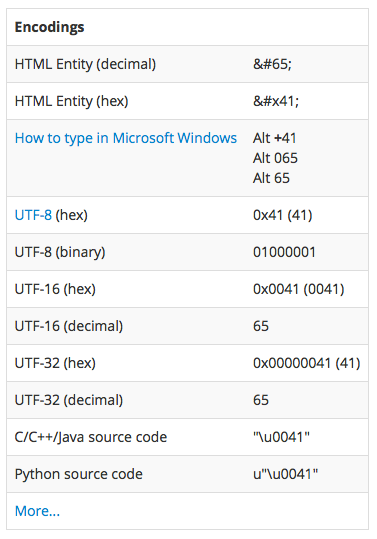 Encodings
HTML Entity (decimal) &#65;
HTML Entity (hex) &#x41;
How to type in Microsoft Windows Alt +41
Alt 065
Alt 65
UTF-8 (hex) 0x41 (41)
UTF-8 (binary) 01000001
UTF-16 (hex) 0x0041 (0041)
UTF-16 (decimal) 65
UTF-32 (hex) 0x00000041 (41)
UTF-32 (decimal) 65
C/C++/Java source code "\u0041"
Python source code u"\u0041"
More...